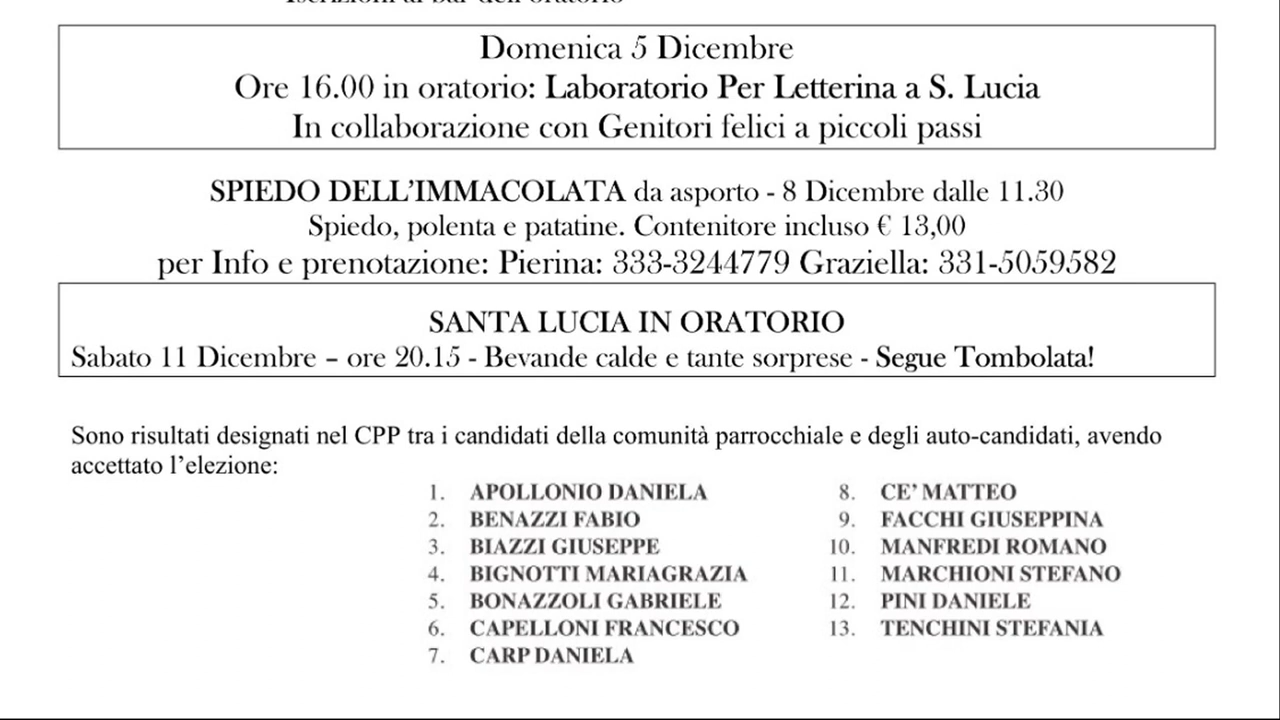 Iscrizioni al bar dell'oratorio
Domenica 5 Dicembre
Ore 16.00 in oratorio: Laboratorio Per Letterina a S. Lucia
In collaborazione con Genitori felici a piccoli passi
SPIEDO DELL'IMMACOLATA da asporto - 8 Dicembre dalle 11.30
Spiedo, polenta e patatine. Contenitore incluso € 13,00
per Info e prenotazione: Pierina: 333-3244779 Graziella: 331-5059582
SANTA LUCIA IN ORATORIO
Sabato 11 Dicembre – ore 20.15 - Bevande calde e tante sorprese - Segue Tombolata!
Sono risultati designati nel CPP tra i candidati della comunità parrocchiale e degli auto-candidati, avendo
accettato l'elezione:
1. APOLLONIO DANIELA
2. BENAZZI FABIO
3. BIAZZI GIUSEPPE
4. BIGNOTTI MARIAGRAZIA
5. BONAZZOLI GABRIELE
6. CAPELLONI FRANCESCO
7. CARP DANIELA
8. CE' MATTEO
9. FACCHI GIUSEPPINA
10. MANFREDI ROMANO
11. MARCHIONI STEFANO
12. PINI DANIELE
13. TENCHINI STEFANIA